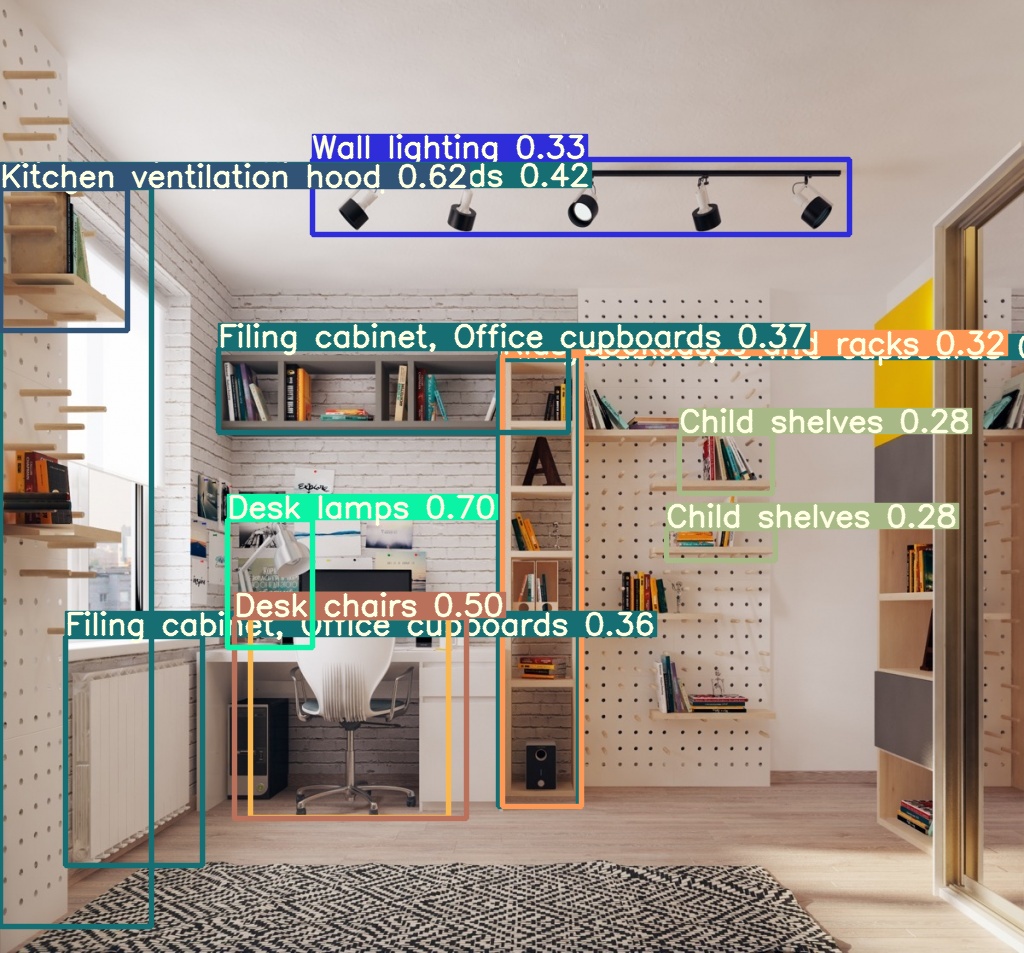 Wall lighting 0.33
Kitchen ventilation hood 0.62ds 0.42
Filing cabinet, Office cupboards 0.37
d racks 0.32
Child shelves 0.28
A
EXPLORE
Desk lamps 0.70
Child shelves 0.28
Desk chairs 0.50
Filing cabinet, Office cupboards 0.36